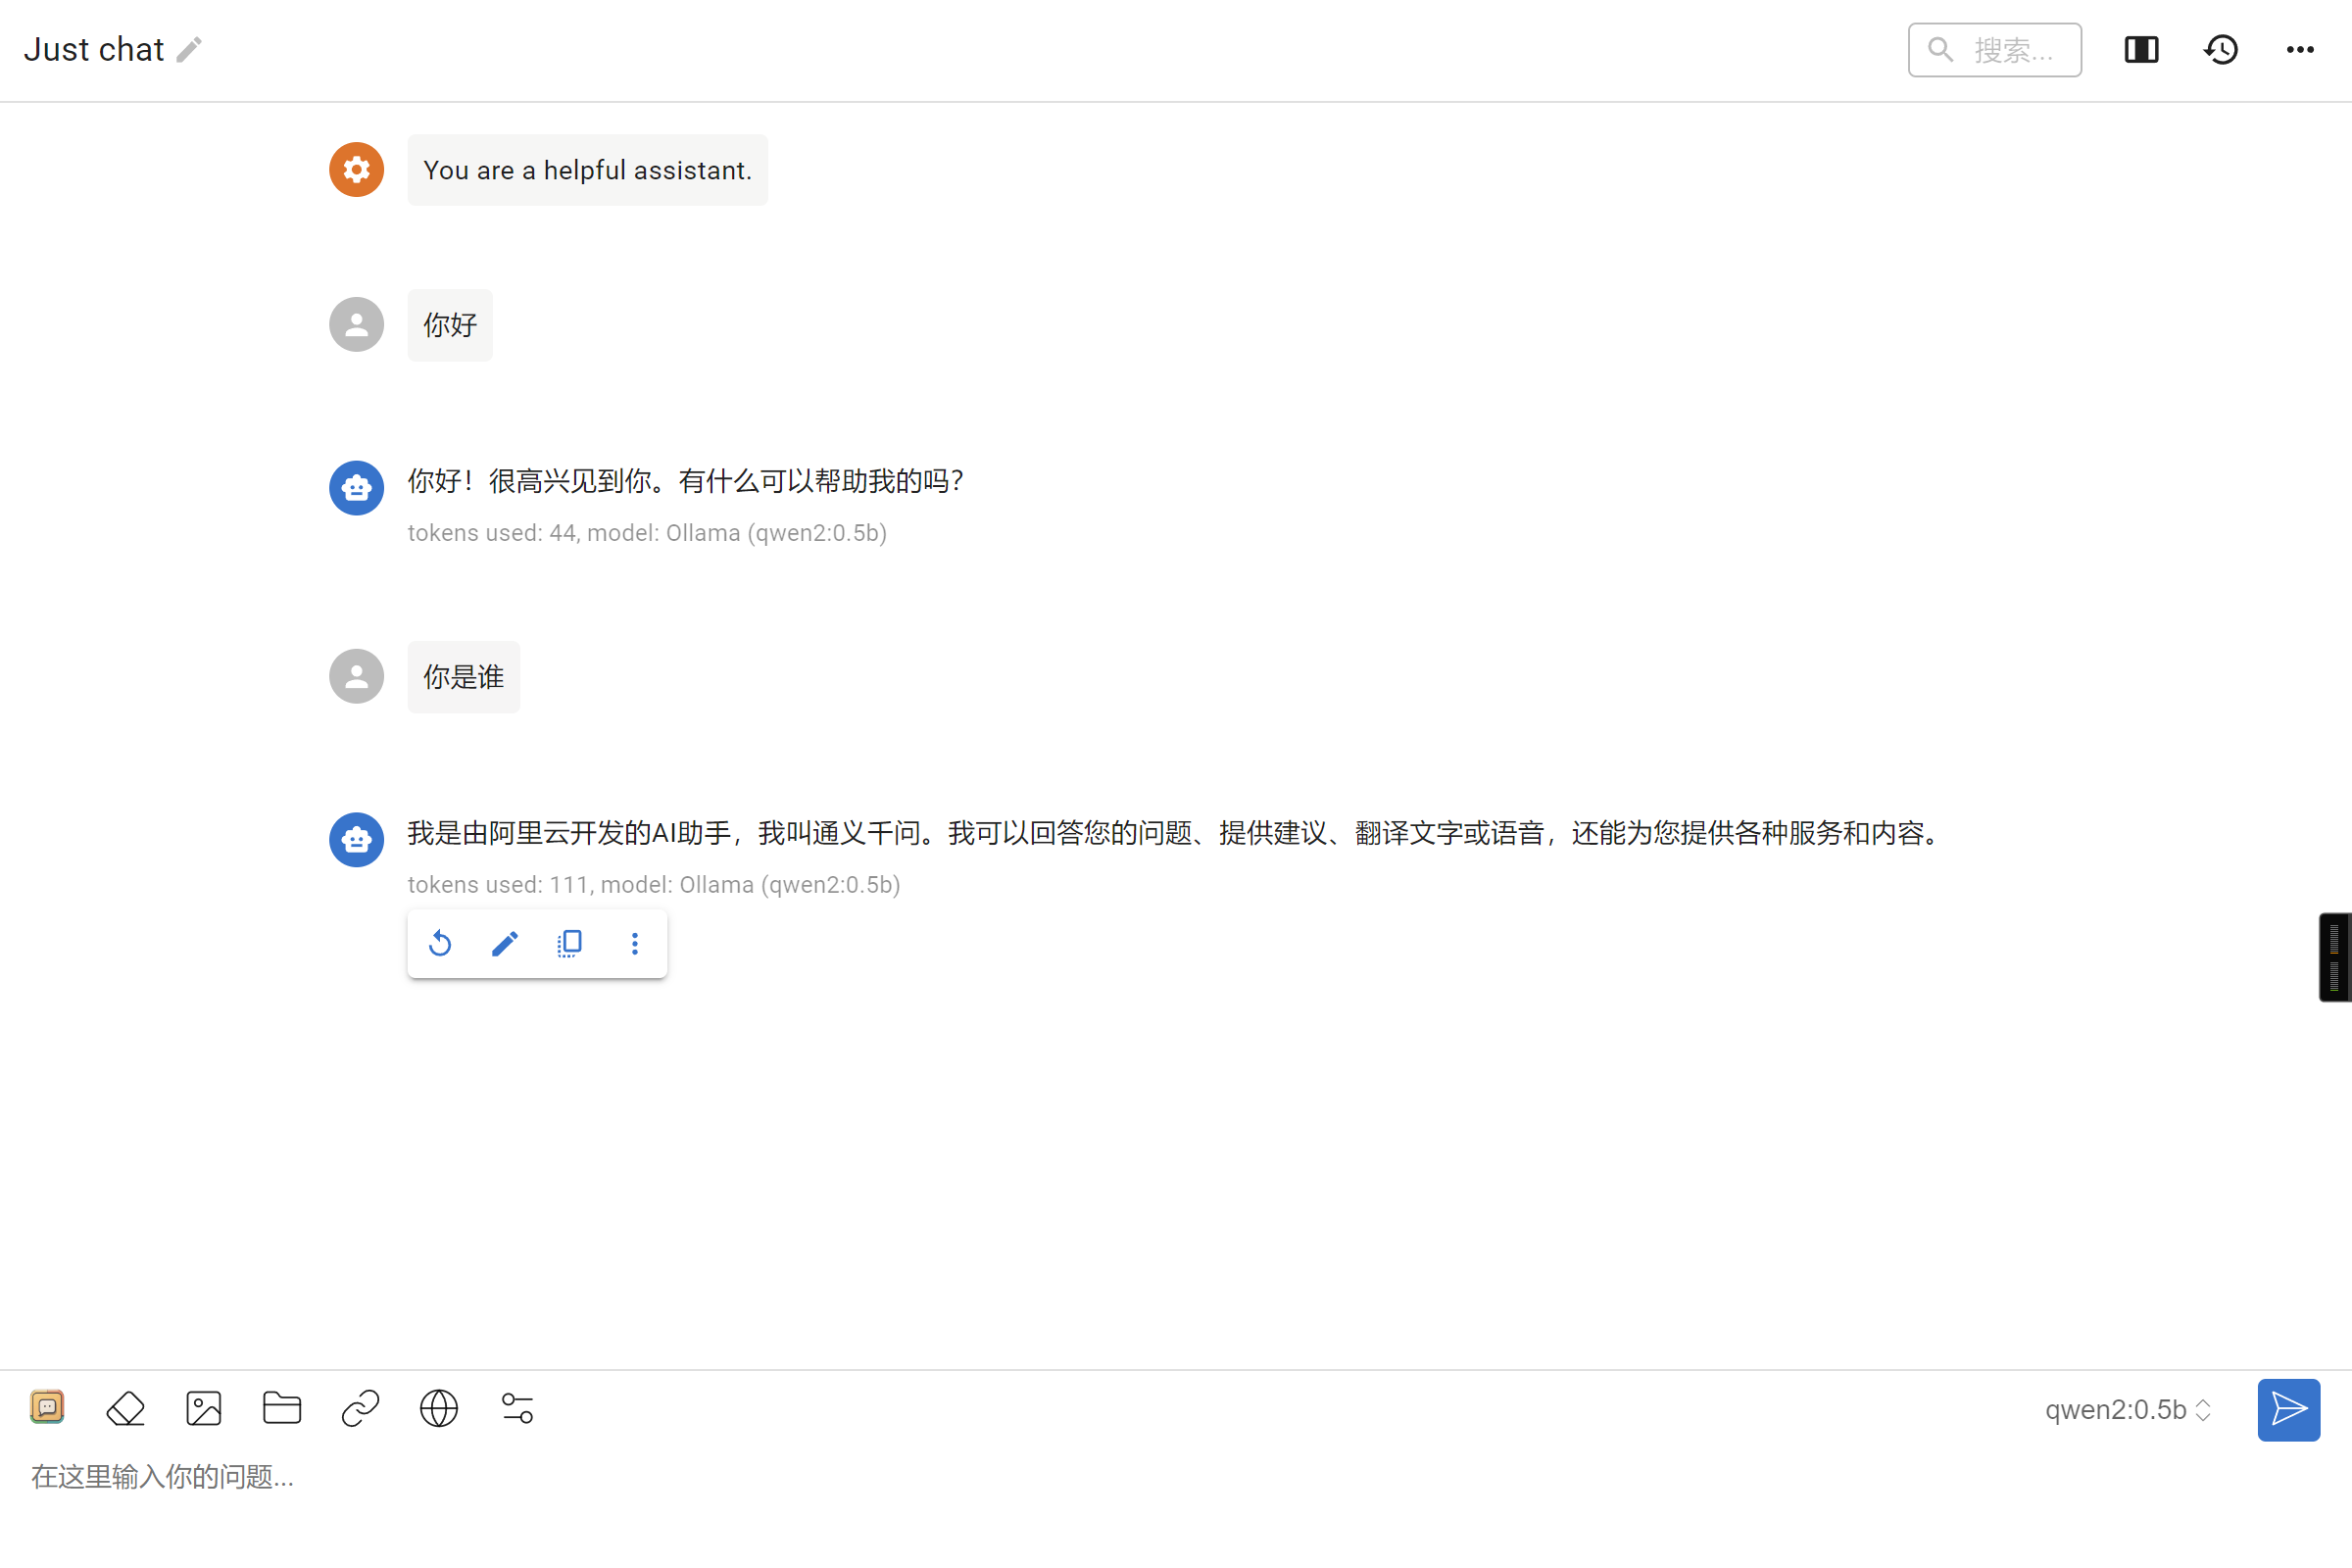 Just chat
搜索...
You are a helpful assistant.
你好
你好！很高兴见到你。有什么可以帮助我的吗？
tokens used: 44, model: Ollama (qwen2:0.5b)
你是谁
我是由阿里云开发的AI助手，我叫通义千问。我可以回答您的问题、提供建议、翻译文字或语音，还能为您提供各种服务和内容。
tokens used: 111, model: Ollama (qwen2:0.5b)
qwen2:0.5b
在这里输入你的问题...